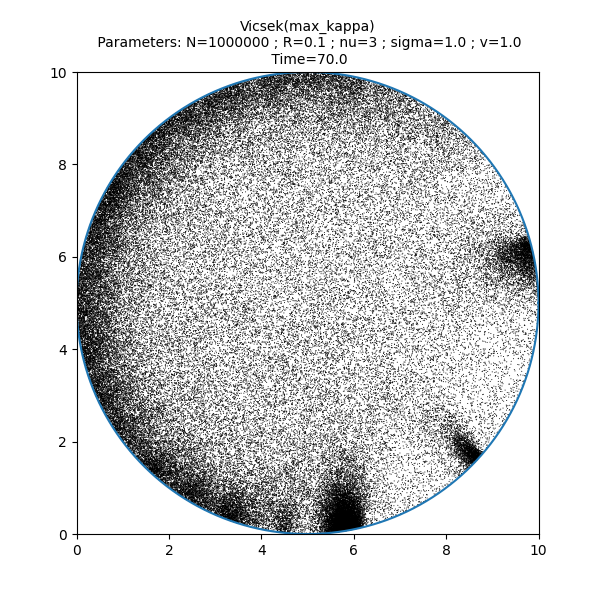 Vicsek(max_kappa)
Parameters: N=1000000 ; R=0.1 ; nu=3 ; sigma=1.0 ; v=1.0
Time=70.0
10
8
6
4
2
0
0 2 4 6 8 10